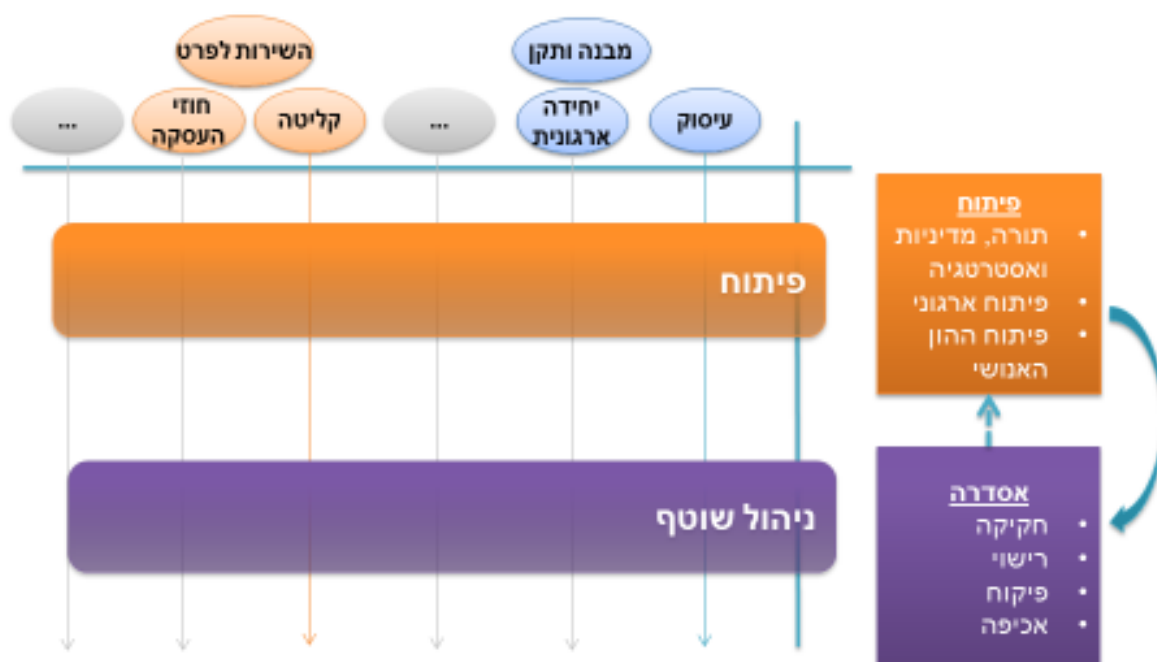 מבנה ותקן
השירות לפרט
עיסוק
יחידה
ארגונית
...
קליטה
חוזי
העסקה
...
פיתוח
ניהול שוטף
פיתוח
• תורה, מדיניות
ואסטרטגיה
• פיתוח ארגוני
• פיתוח ההון
האנושי
אסדרה
• חקיקה
• רישוי
• פיקוח
• אכיפה